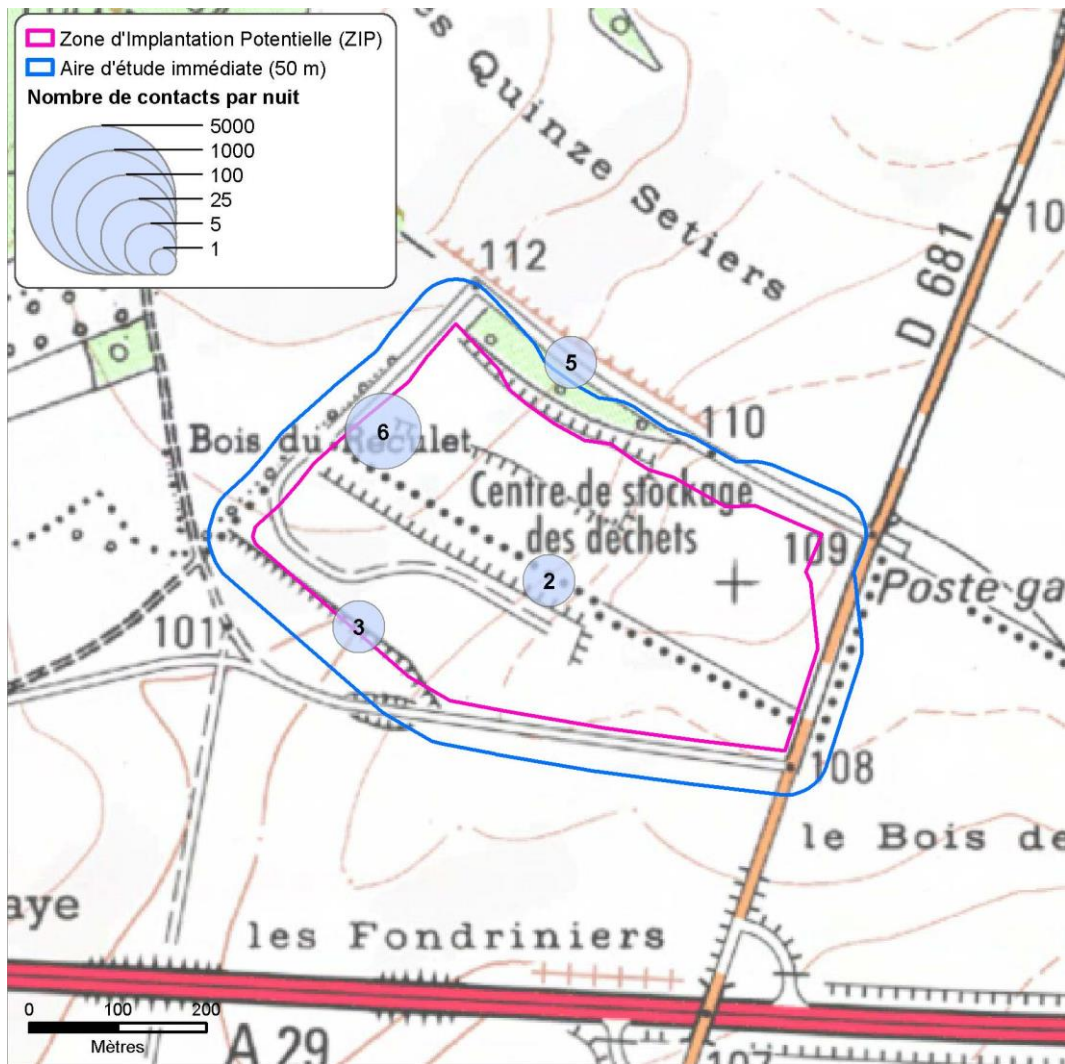 Zone d'Implantation Potentielle (ZIP)
Aire d'étude immédiate (50 m)
Nombre de contacts par nuit
5000
1000
100
25
5
1
es Quinze Setiers
D 681
10
112
5
110
6
Bois du Reculet
Centre de stockage
des déchets
109
Poste ga
2
3
101
108
le Bois de
aye
les Fondriniers
0 100 200
Mètres
A 29
107